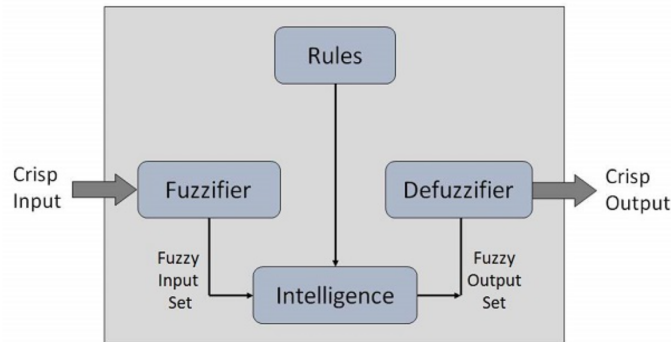 Rules
Crisp
Input
Fuzzifier
Defuzzifier
Crisp
Output
Fuzzy
Input
Set
Intelligence
Fuzzy
Output
Set